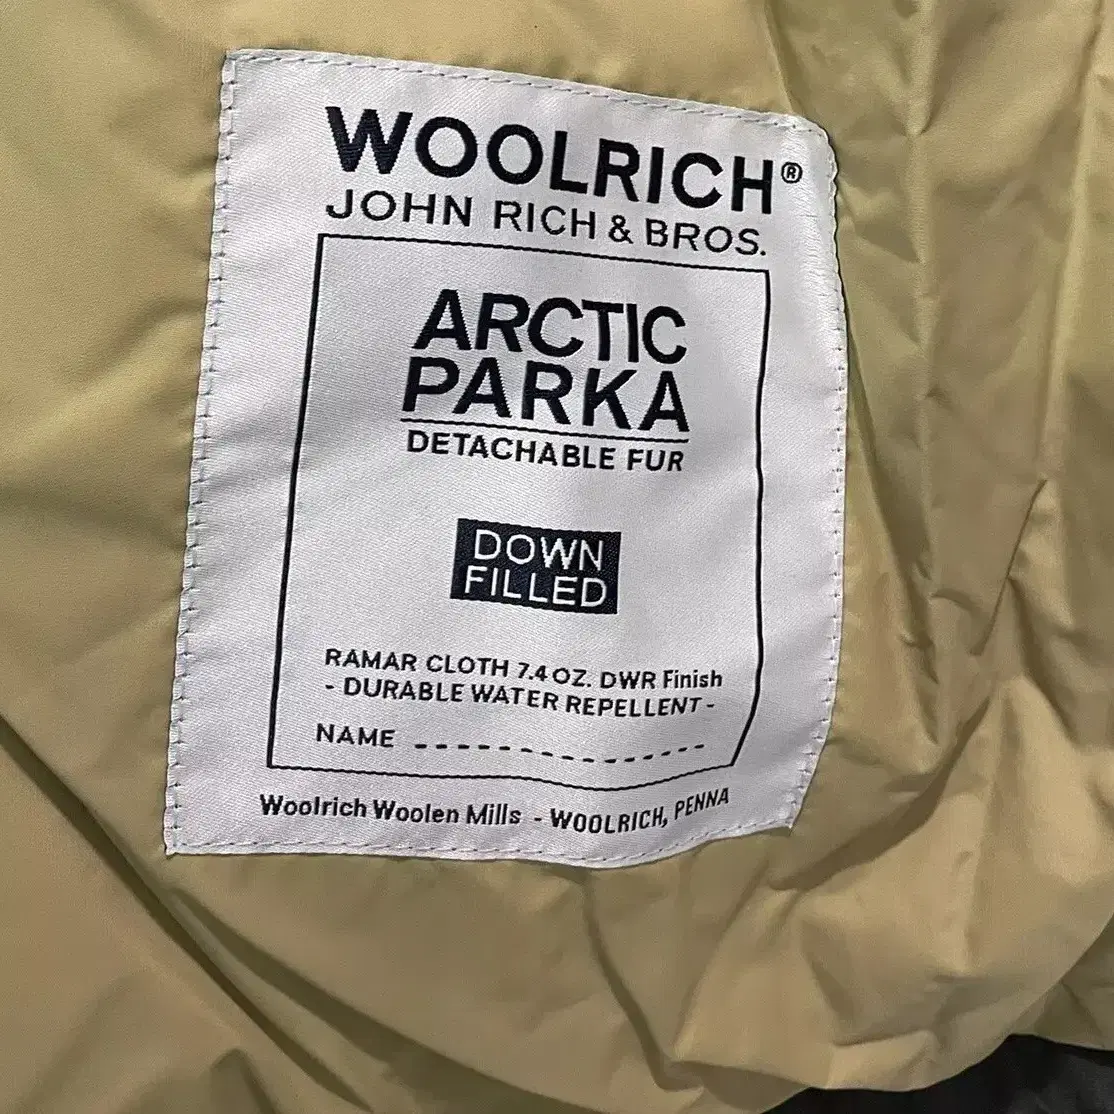 WOOLRICH®
JOHN RICH & BROS.
ARCTIC
PARKA
DETACHABLE FUR
DOWN
FILLED
RAMAR CLOTH 7.4 OZ. DWR Finish
- DURABLE WATER REPELLENT -
NAME
Woolrich Woolen Mills - WOOLRICH, PENNA